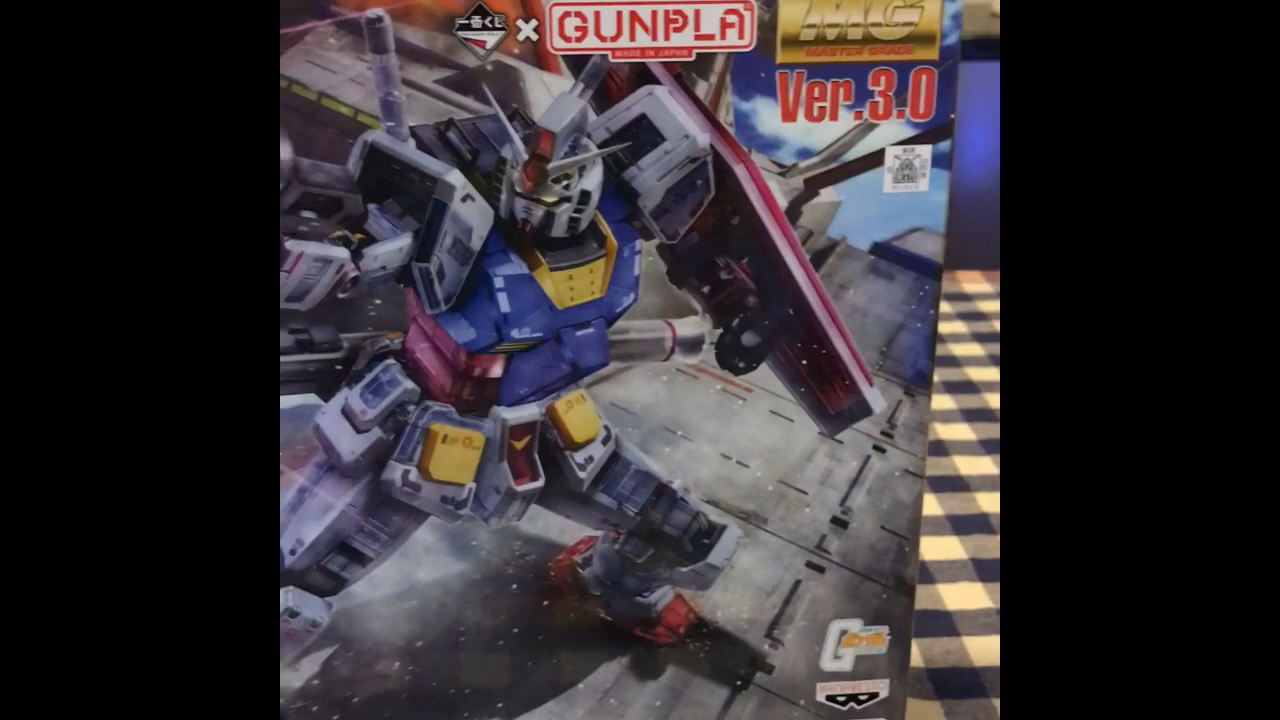 一番くじ
×
GUNPLA
MADE IN JAPAN
MG
MASTER GRADE
Ver.3.0